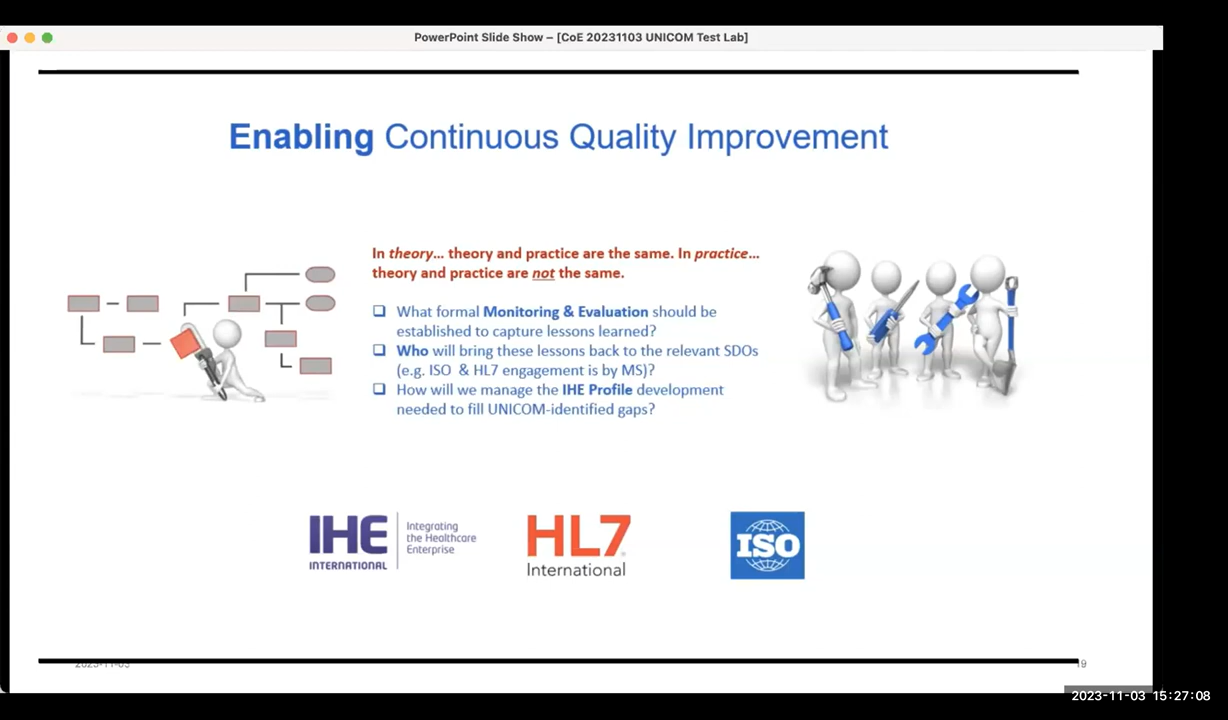 PowerPoint Slide Show – [CoE 20231103 UNICOM Test Lab]
Enabling Continuous Quality Improvement
In theory... theory and practice are the same. In practice...
theory and practice are not the same.
❑ What formal Monitoring & Evaluation should be
established to capture lessons learned?
❑ Who will bring these lessons back to the relevant SDOs
(e.g. ISO & HL7 engagement is by MS)?
❑ How will we manage the IHE Profile development
needed to fill UNICOM-identified gaps?
IHE
INTERNATIONAL
Integrating
the Healthcare
Enterprise
HL7
International
ISO
2023-11-03
19
2023-11-03 15:27:08